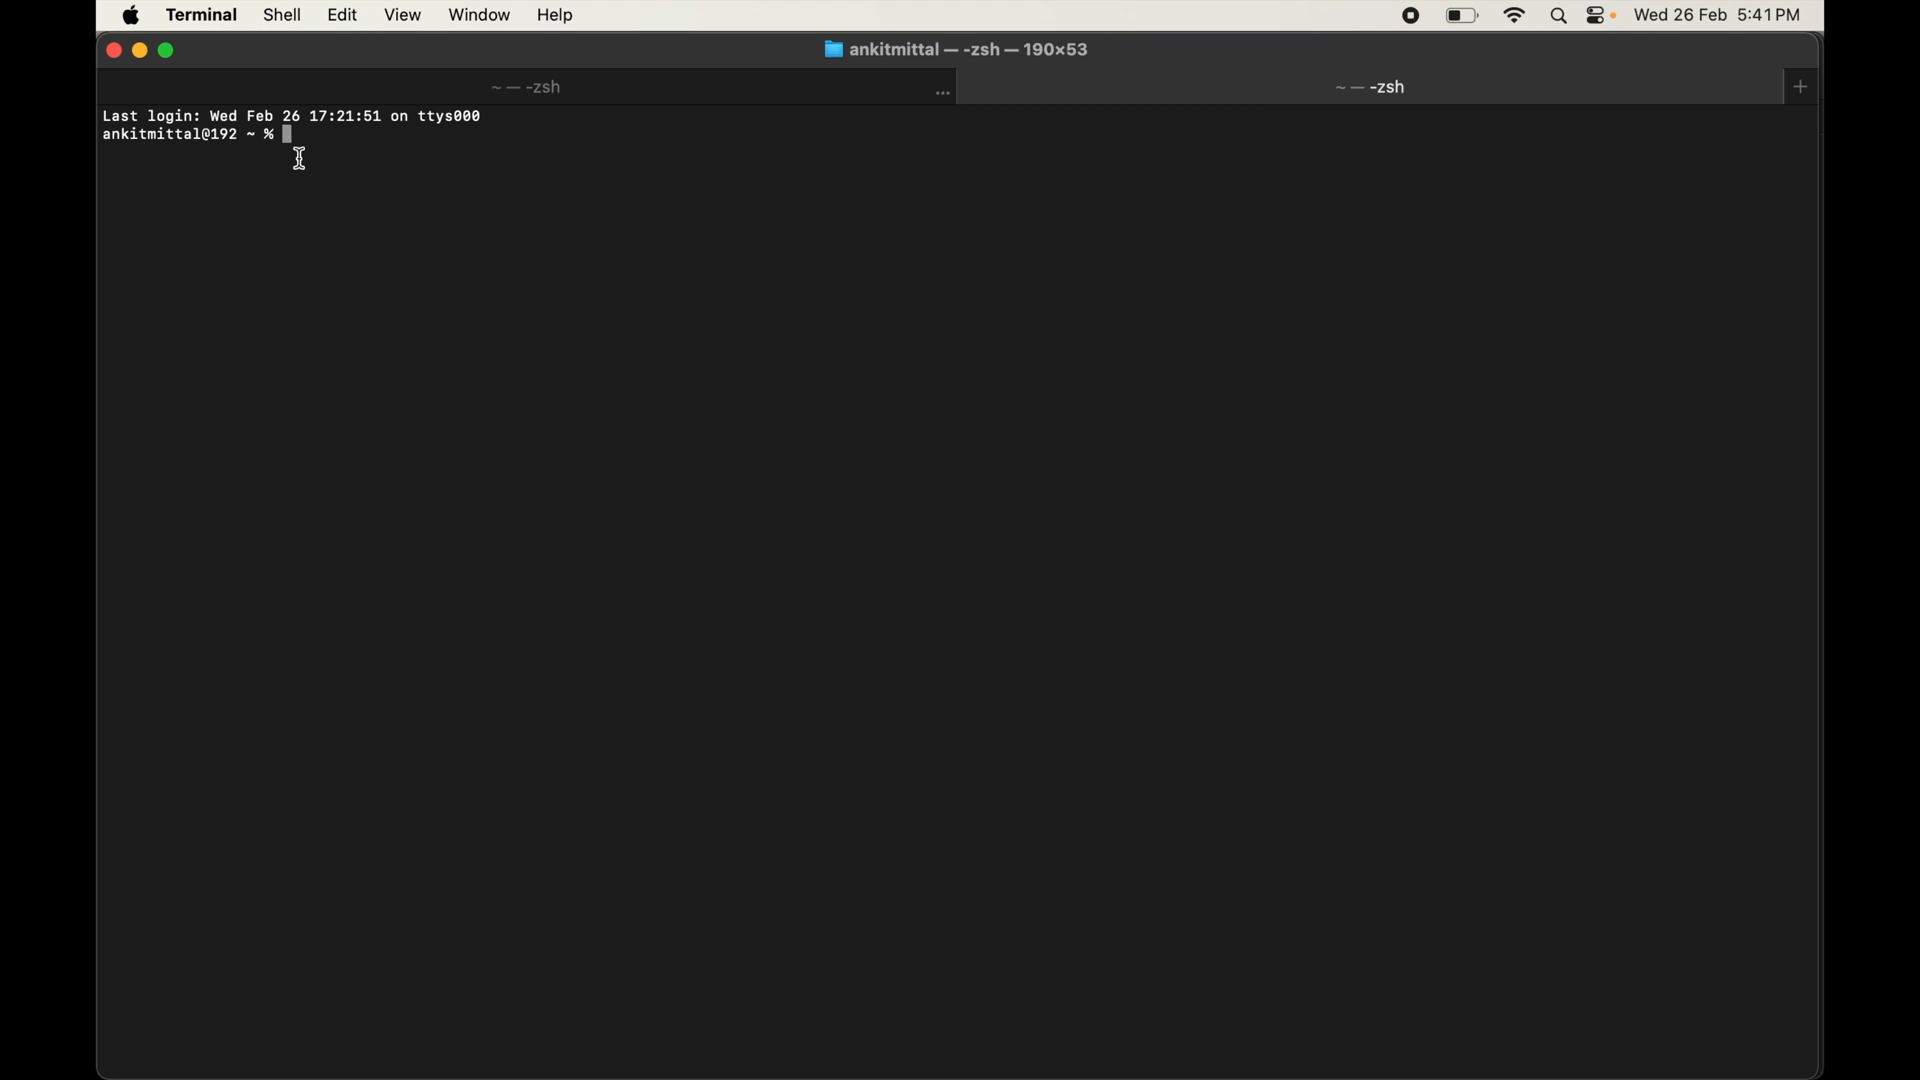 Terminal Shell Edit View Window Help Wed 26 Feb 5:41 PM
ankitmittal — -zsh — 190×53
~ — -zsh ... ~ — -zsh +
Last login: Wed Feb 26 17:21:51 on ttys000
ankitmittal@192 ~ %